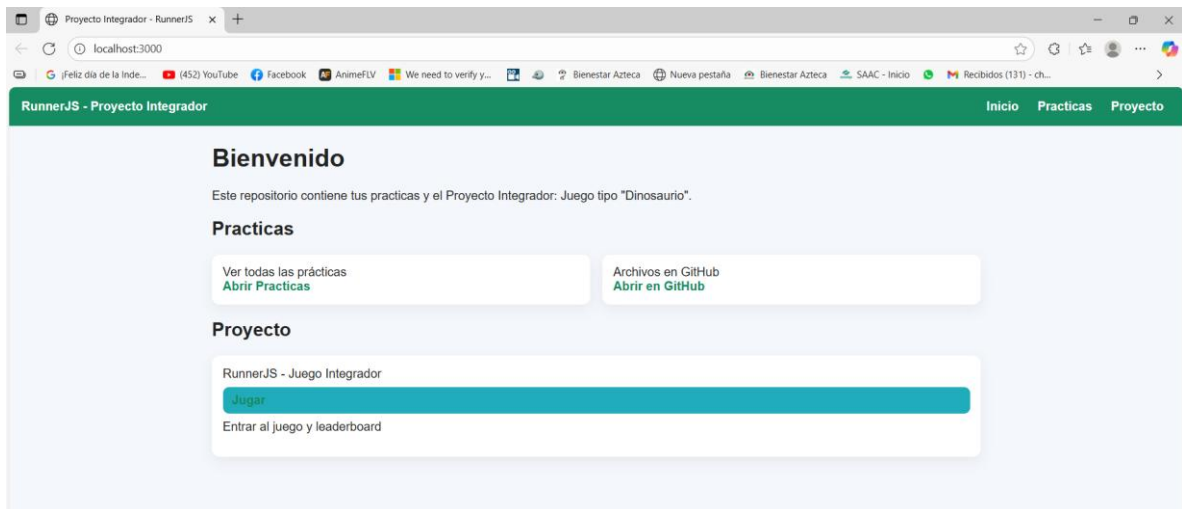 Proyecto Integrador - RunnerJS
localhost:3000
¡Feliz día de la Inde... (452) YouTube Facebook AnimeFLV We need to verify y... Bienestar Azteca Nueva pestaña Bienestar Azteca SAAC - Inicio Recibidos (131) - ch...
RunnerJS - Proyecto Integrador Inicio Practicas Proyecto
Bienvenido
Este repositorio contiene tus practicas y el Proyecto Integrador: Juego tipo "Dinosaurio".
Practicas
Ver todas las prácticas
Abrir Practicas
Archivos en GitHub
Abrir en GitHub
Proyecto
RunnerJS - Juego Integrador
Jugar
Entrar al juego y leaderboard